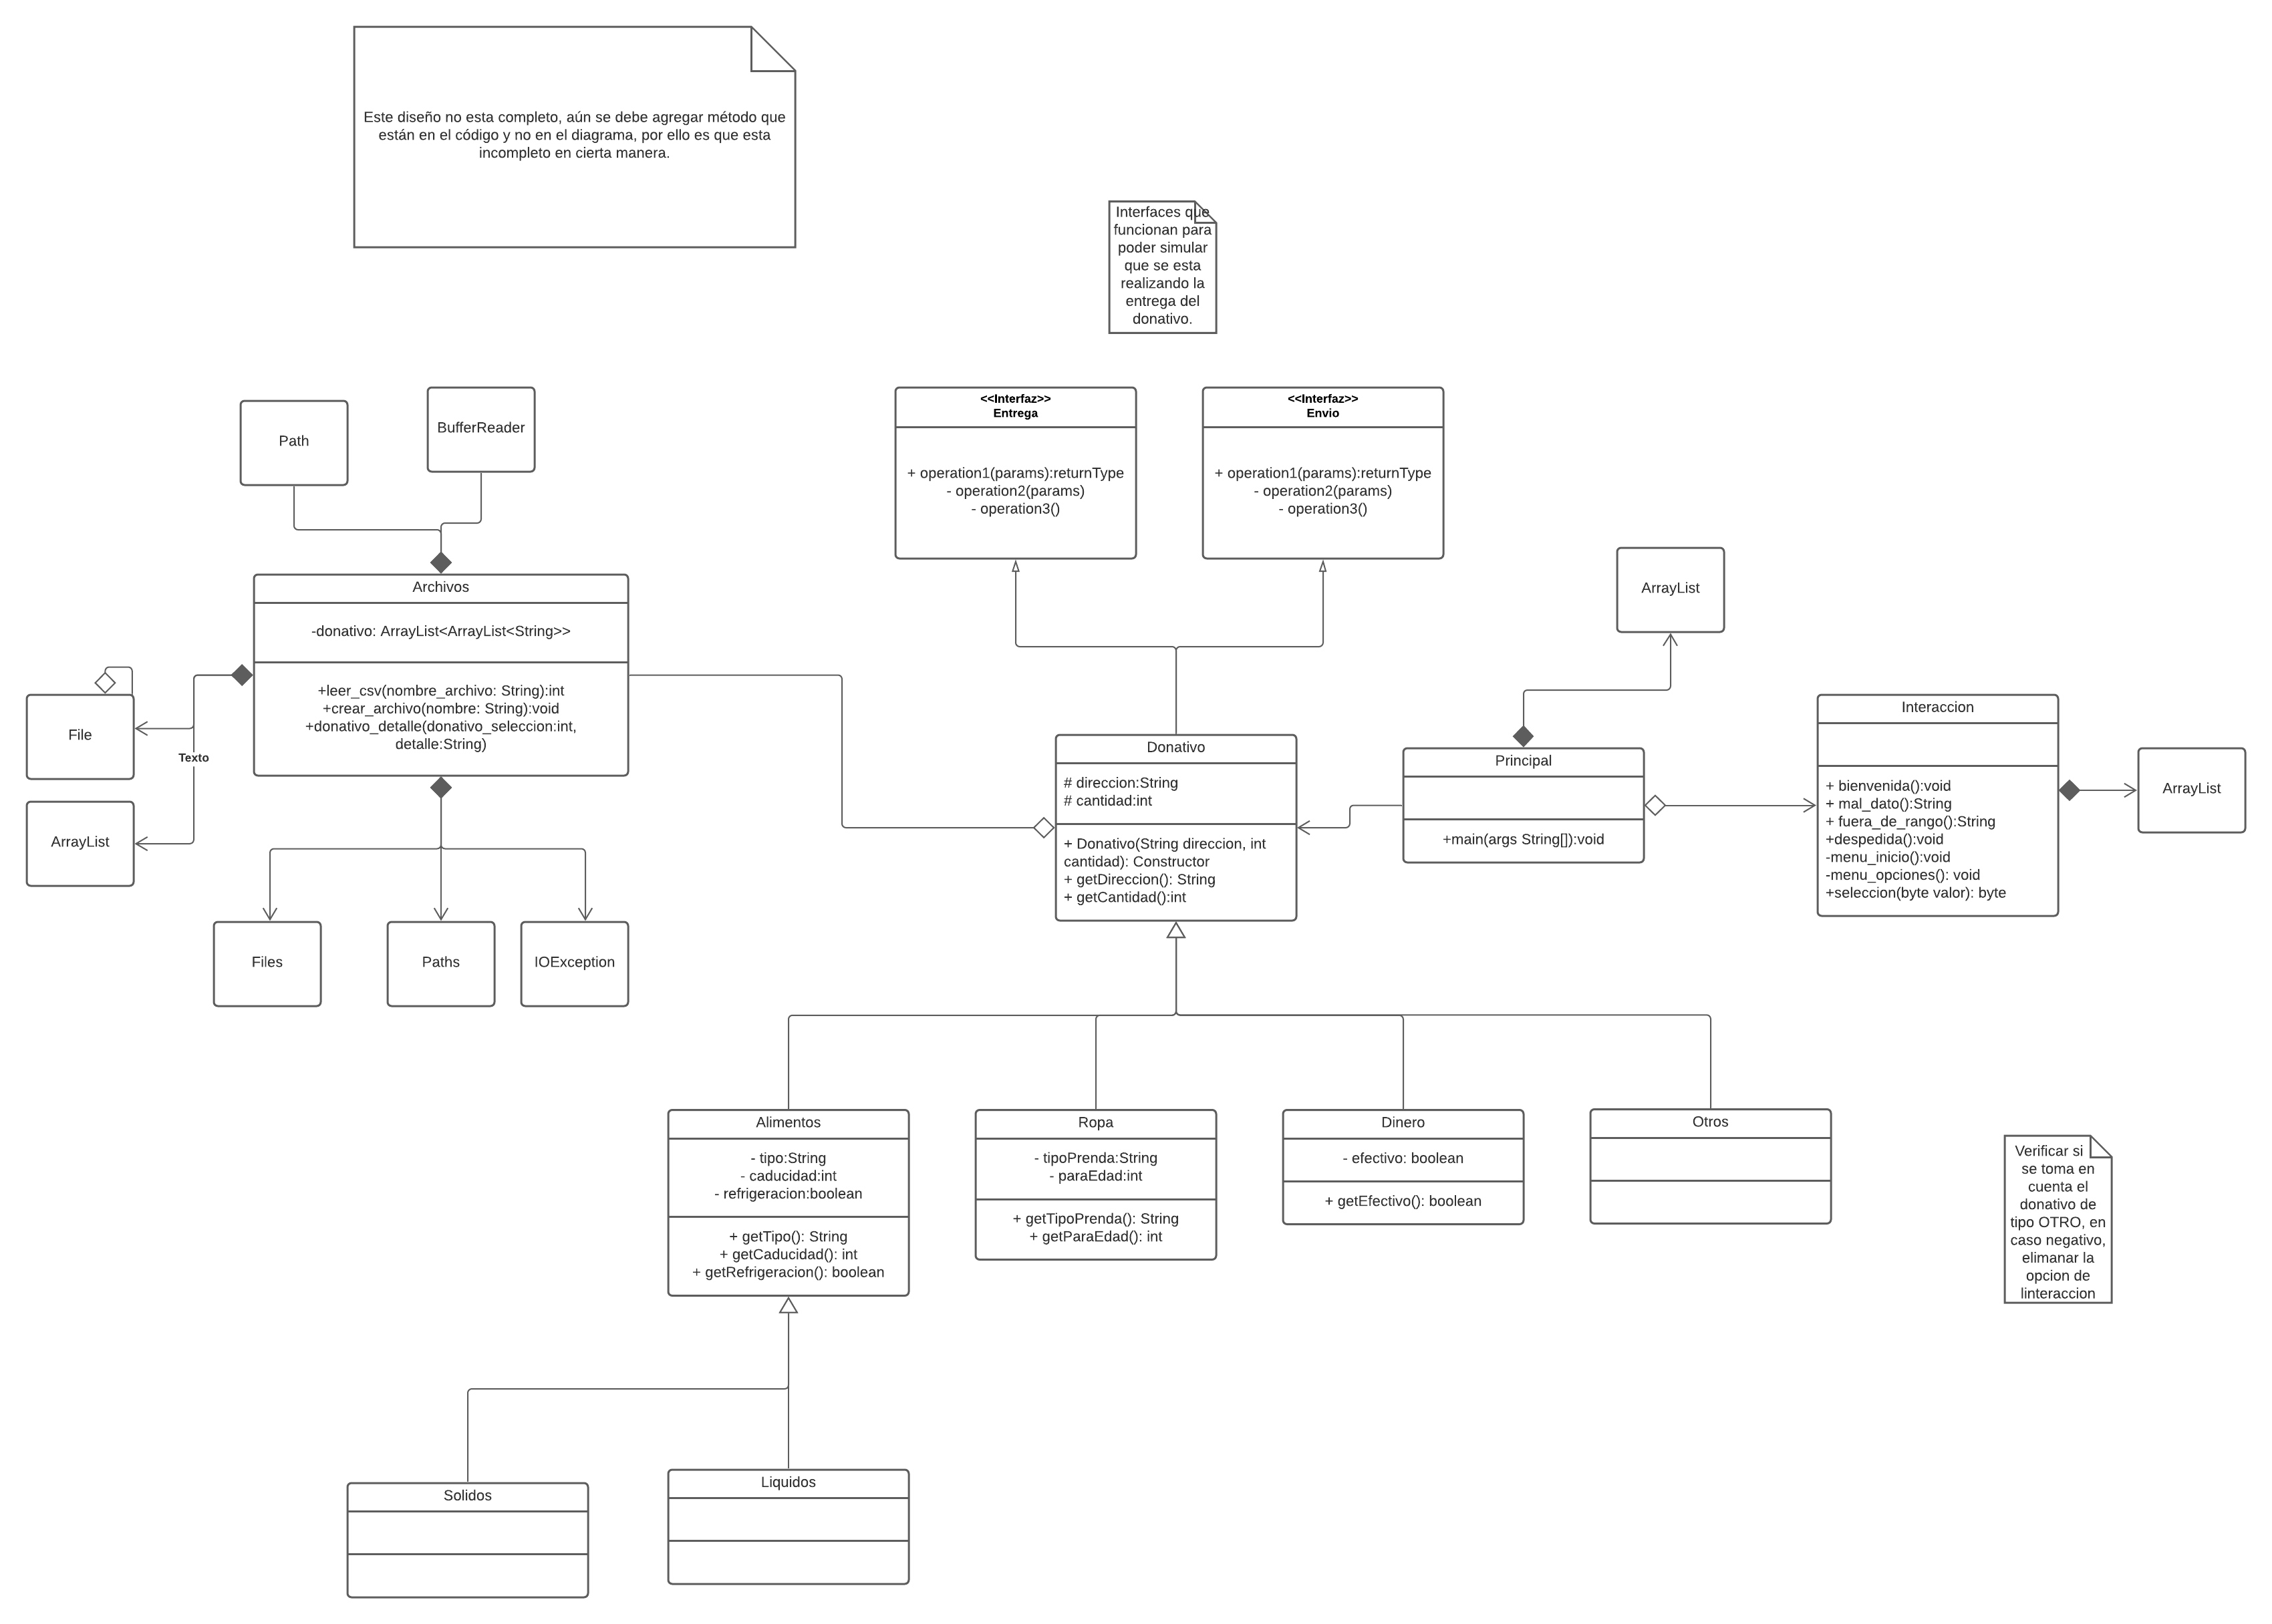 Este diseño no esta completo, aún se debe agregar método que
están en el código y no en el diagrama, por ello es que esta
incompleto en cierta manera.
Interfaces que
funcionan para
poder simular
que se esta
realizando la
entrega del
donativo.
Path
BufferReader
<<Interfaz>>
Entrega
+ operation1(params):returnType
- operation2(params)
- operation3()
<<Interfaz>>
Envio
+ operation1(params):returnType
- operation2(params)
- operation3()
ArrayList
Archivos
-donativo: ArrayList<ArrayList<String>>
+leer_csv(nombre_archivo: String):int
+crear_archivo(nombre: String):void
+donativo_detalle(donativo_seleccion:int,
detalle:String)
File
Texto
ArrayList
Files
Paths
IOException
Donativo
# direccion:String
# cantidad:int
+ Donativo(String direccion, int
cantidad): Constructor
+ getDireccion(): String
+ getCantidad():int
Principal
+main(args String[]):void
Interaccion
+ bienvenida():void
+ mal_dato():String
+ fuera_de_rango():String
+despedida():void
-menu_inicio():void
-menu_opciones(): void
+seleccion(byte valor): byte
ArrayList
Alimentos
- tipo:String
- caducidad:int
- refrigeracion:boolean
+ getTipo(): String
+ getCaducidad(): int
+ getRefrigeracion(): boolean
Ropa
- tipoPrenda:String
- paraEdad:int
+ getTipoPrenda(): String
+ getParaEdad(): int
Dinero
- efectivo: boolean
+ getEfectivo(): boolean
Otros
Verificar si
se toma en
cuenta el
donativo de
tipo OTRO, en
caso negativo,
elimanar la
opcion de
linteraccion
Solidos
Liquidos